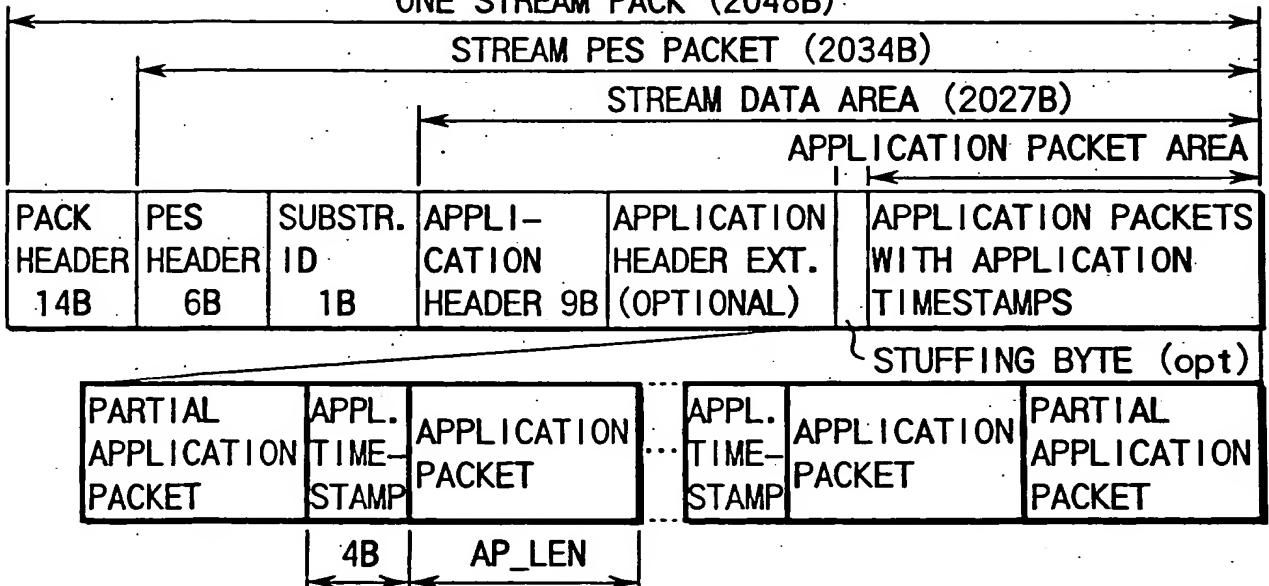 ONE STREAM PACK (2048B)
STREAM PES PACKET (2034B)
STREAM DATA AREA (2027B)
APPLICATION PACKET AREA
PACK
HEADER
14B
PES
HEADER
6B
SUBSTR.
ID
1B
APPLI-
CATION
HEADER 9B
APPLICATION
HEADER EXT.
(OPTIONAL)
APPLICATION PACKETS
WITH APPLICATION
TIMESTAMPS
STUFFING BYTE (opt)
PARTIAL
APPLICATION
PACKET
APPL.
TIME-
STAMP
APPLICATION
PACKET
APPL.
TIME-
STAMP
APPLICATION
PACKET
PARTIAL
APPLICATION
PACKET
4B
AP_LEN